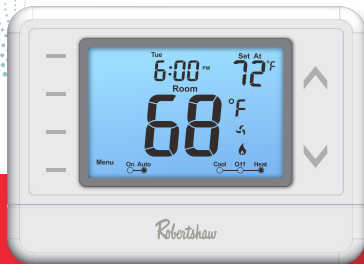 Tue
6:00 PM
Set At
72°F
Room
68°F
Menu
On Auto
Cool Off Heat
Robertshaw